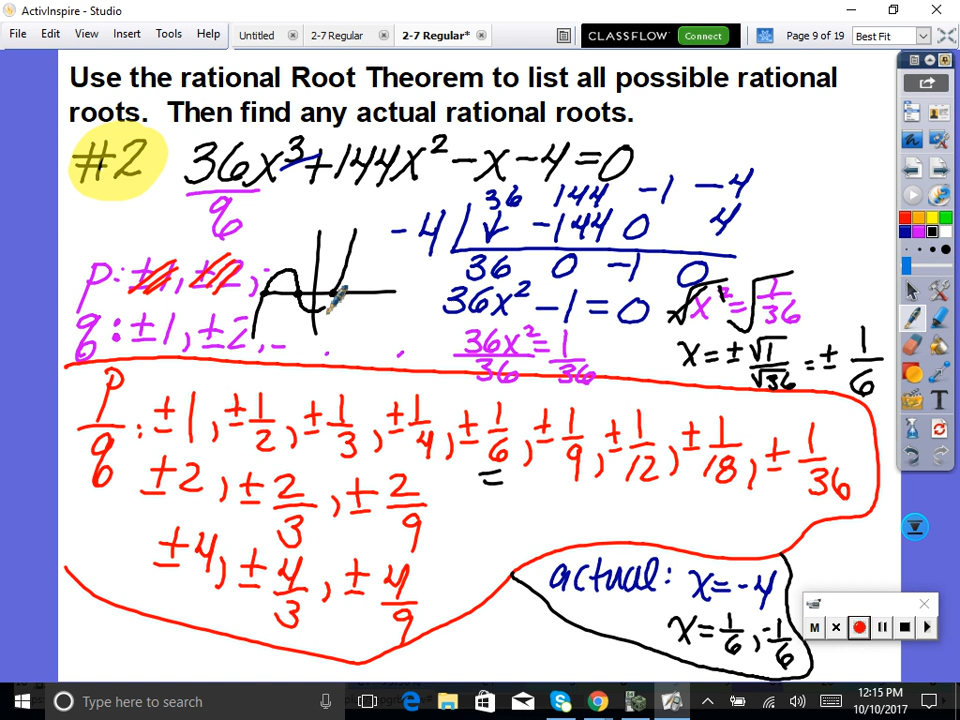 ActivInspire - Studio
File Edit View Insert Tools Help
Untitled 2-7 Regular 2-7 Regular*
CLASSFLOW Connect
Page 9 of 19 Best Fit
Use the rational Root Theorem to list all possible rational
roots. Then find any actual rational roots.
#2 36x³+144x²-x-4=0
q
36 144 -1 -4
-4 | ↓ -144 0 4
36 0 -1 0
p: ±1, ±2,
q: ±1, ±2,
36x² -1=0
36x²/36 = 1/36
√x² = √1/36
x = ± √1/√36 = ± 1/6
p/q : ±1, ±1/2, ±1/3, ±1/4, ±1/6, ±1/9, ±1/12, ±1/18, ±1/36
±2, ±2/3, ±2/9
±4, ±4/3, ±4/9
actual: x=-4
x=1/6, -1/6
M
Type here to search
12:15 PM
10/10/2017